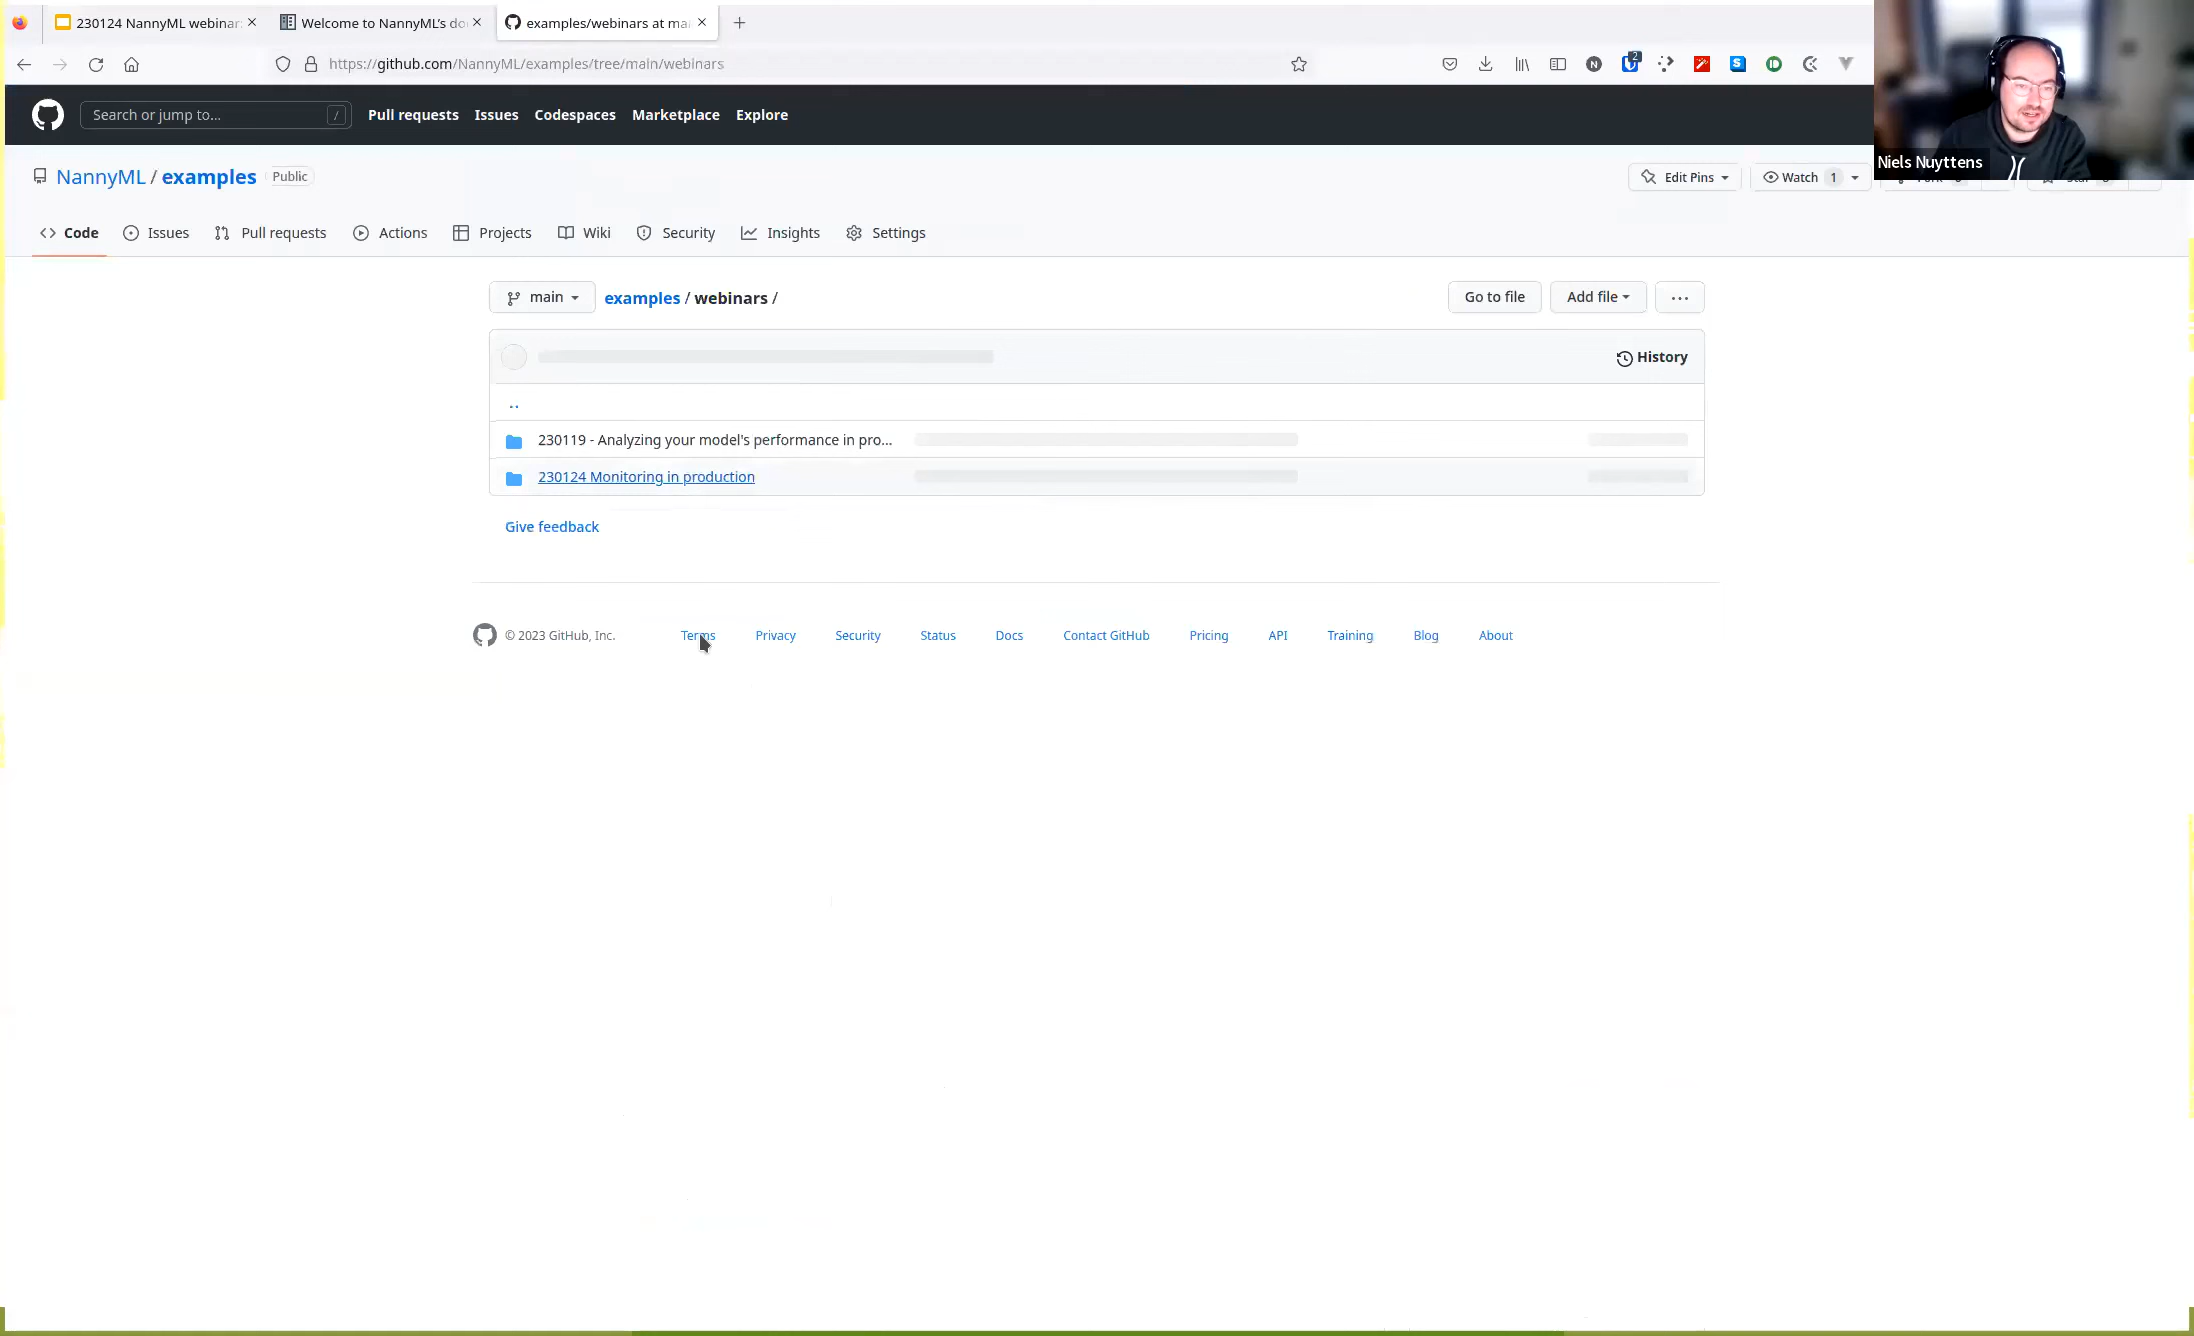 230124 NannyML webinar
Welcome to NannyML's do
examples/webinars at ma
https://github.com/NannyML/examples/tree/main/webinars
2
Search or jump to...
/
Pull requests
Issues
Codespaces
Marketplace
Explore
Niels Nuyttens
NannyML / examples
Public
Edit Pins
Watch 1
Code
Issues
Pull requests
Actions
Projects
Wiki
Security
Insights
Settings
main
examples / webinars /
Go to file
Add file
...
History
..
230119 - Analyzing your model's performance in pro...
230124 Monitoring in production
Give feedback
© 2023 GitHub, Inc.
Terms
Privacy
Security
Status
Docs
Contact GitHub
Pricing
API
Training
Blog
About